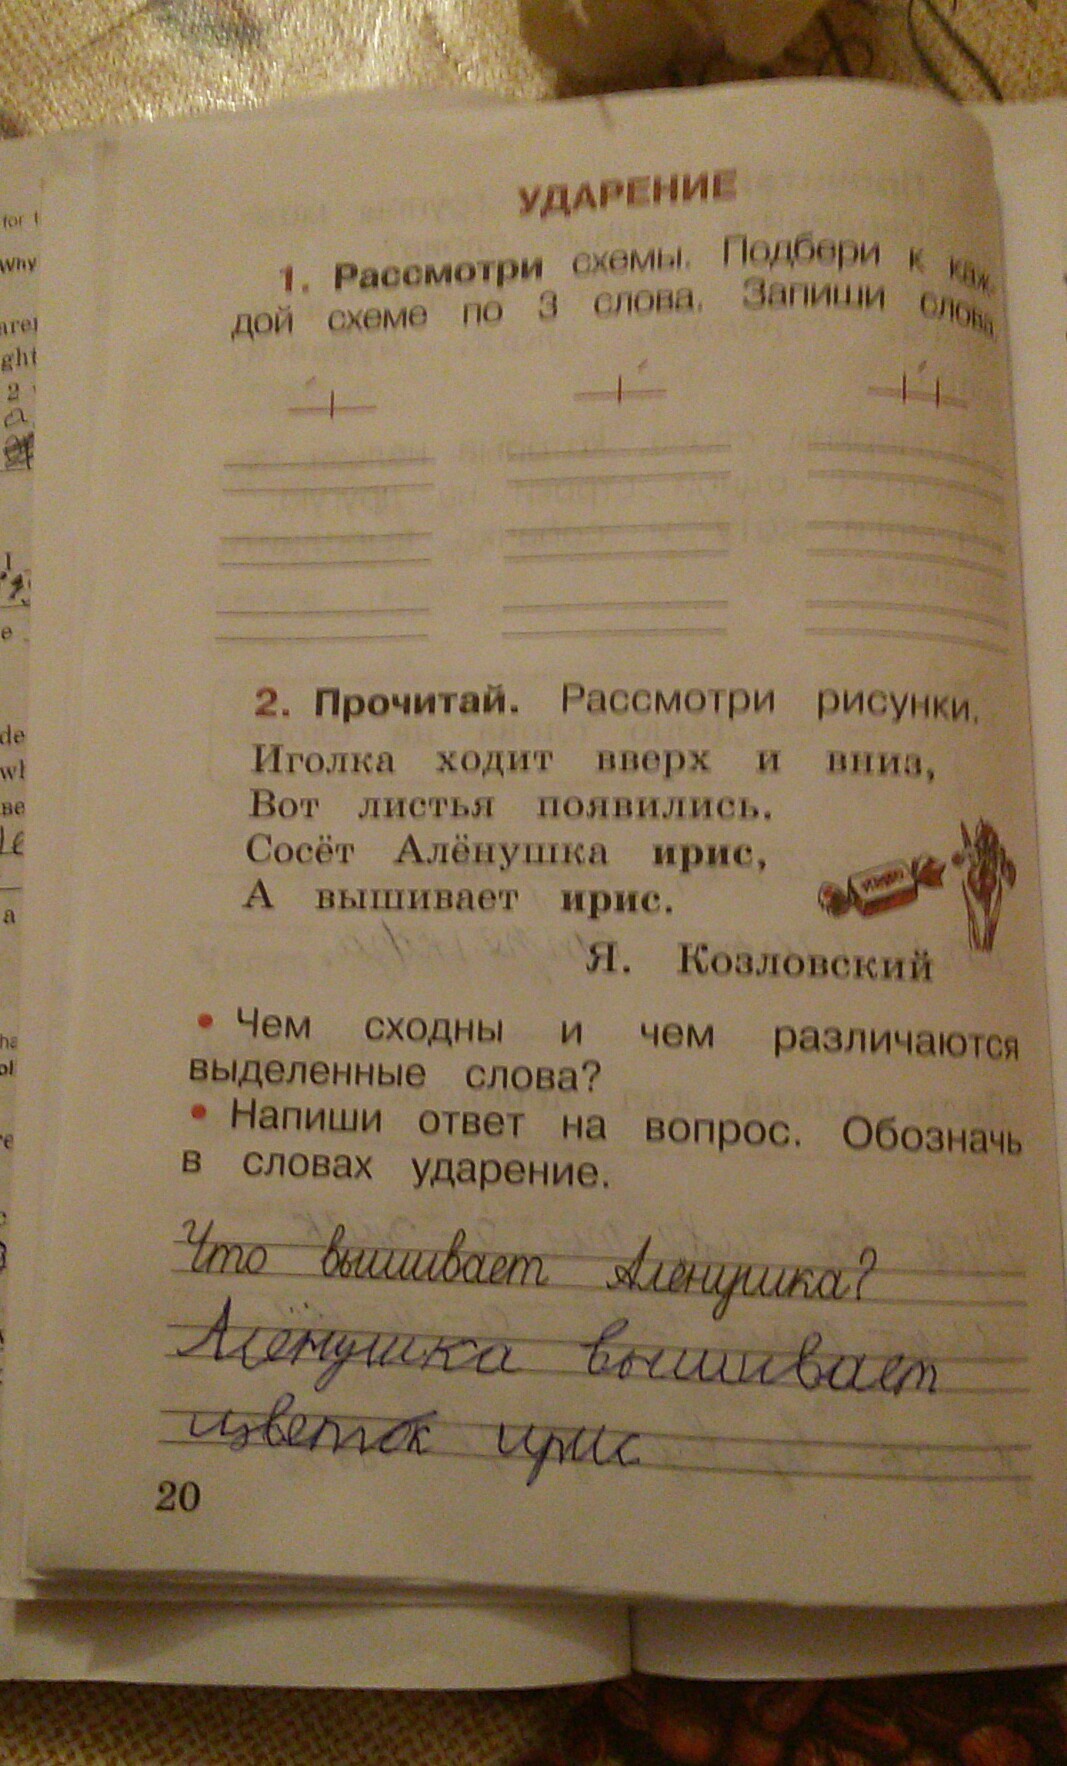 УДАРЕНИЕ
1. Рассмотри схемы. Подбери к каж-
дой схеме по 3 слова. Запиши слова.
2. Прочитай. Рассмотри рисунки.
Иголка ходит вверх и вниз,
Вот листья появились.
Сосёт Алёнушка ирис,
А вышивает ирис.
Я. Козловский
• Чем сходны и чем различаются
выделенные слова?
• Напиши ответ на вопрос. Обозначь
в словах ударение.
Что вышивает Алёнушка?
Алёнушка вышивает
цветок ирис
20